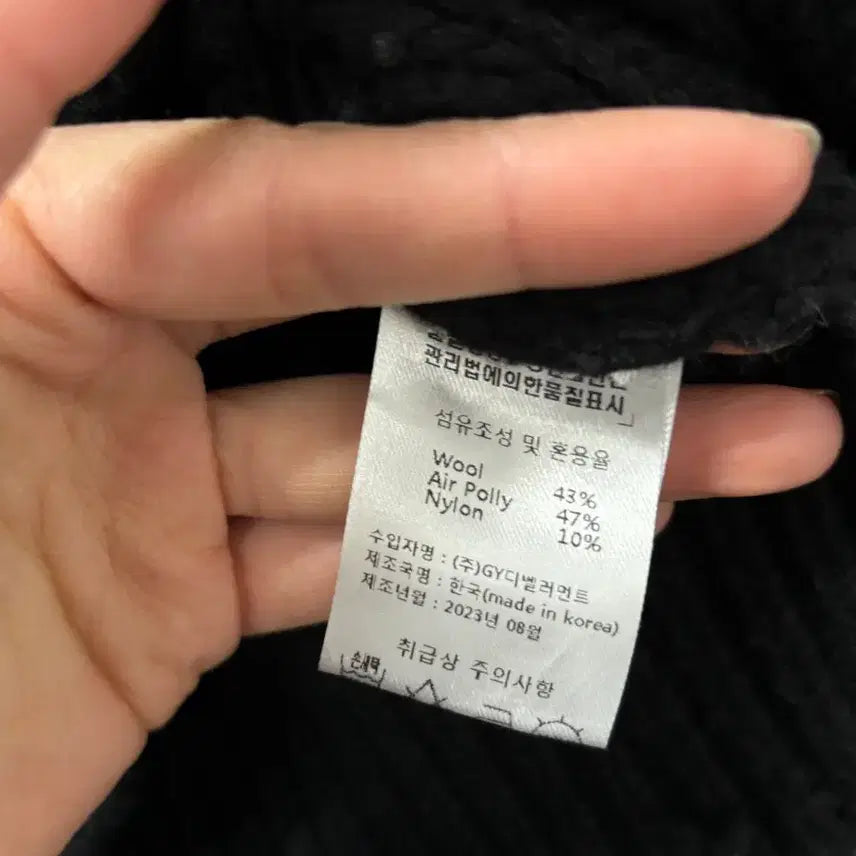 관리법에의한품질표시」
섬유조성 및 혼용율
Wool 43%
Air Polly 47%
Nylon 10%
수입자명 : (주)GY디벨러먼트
제조국명 : 한국(made in korea)
제조년월 : 2023년 08월
취급상 주의사항
손세탁